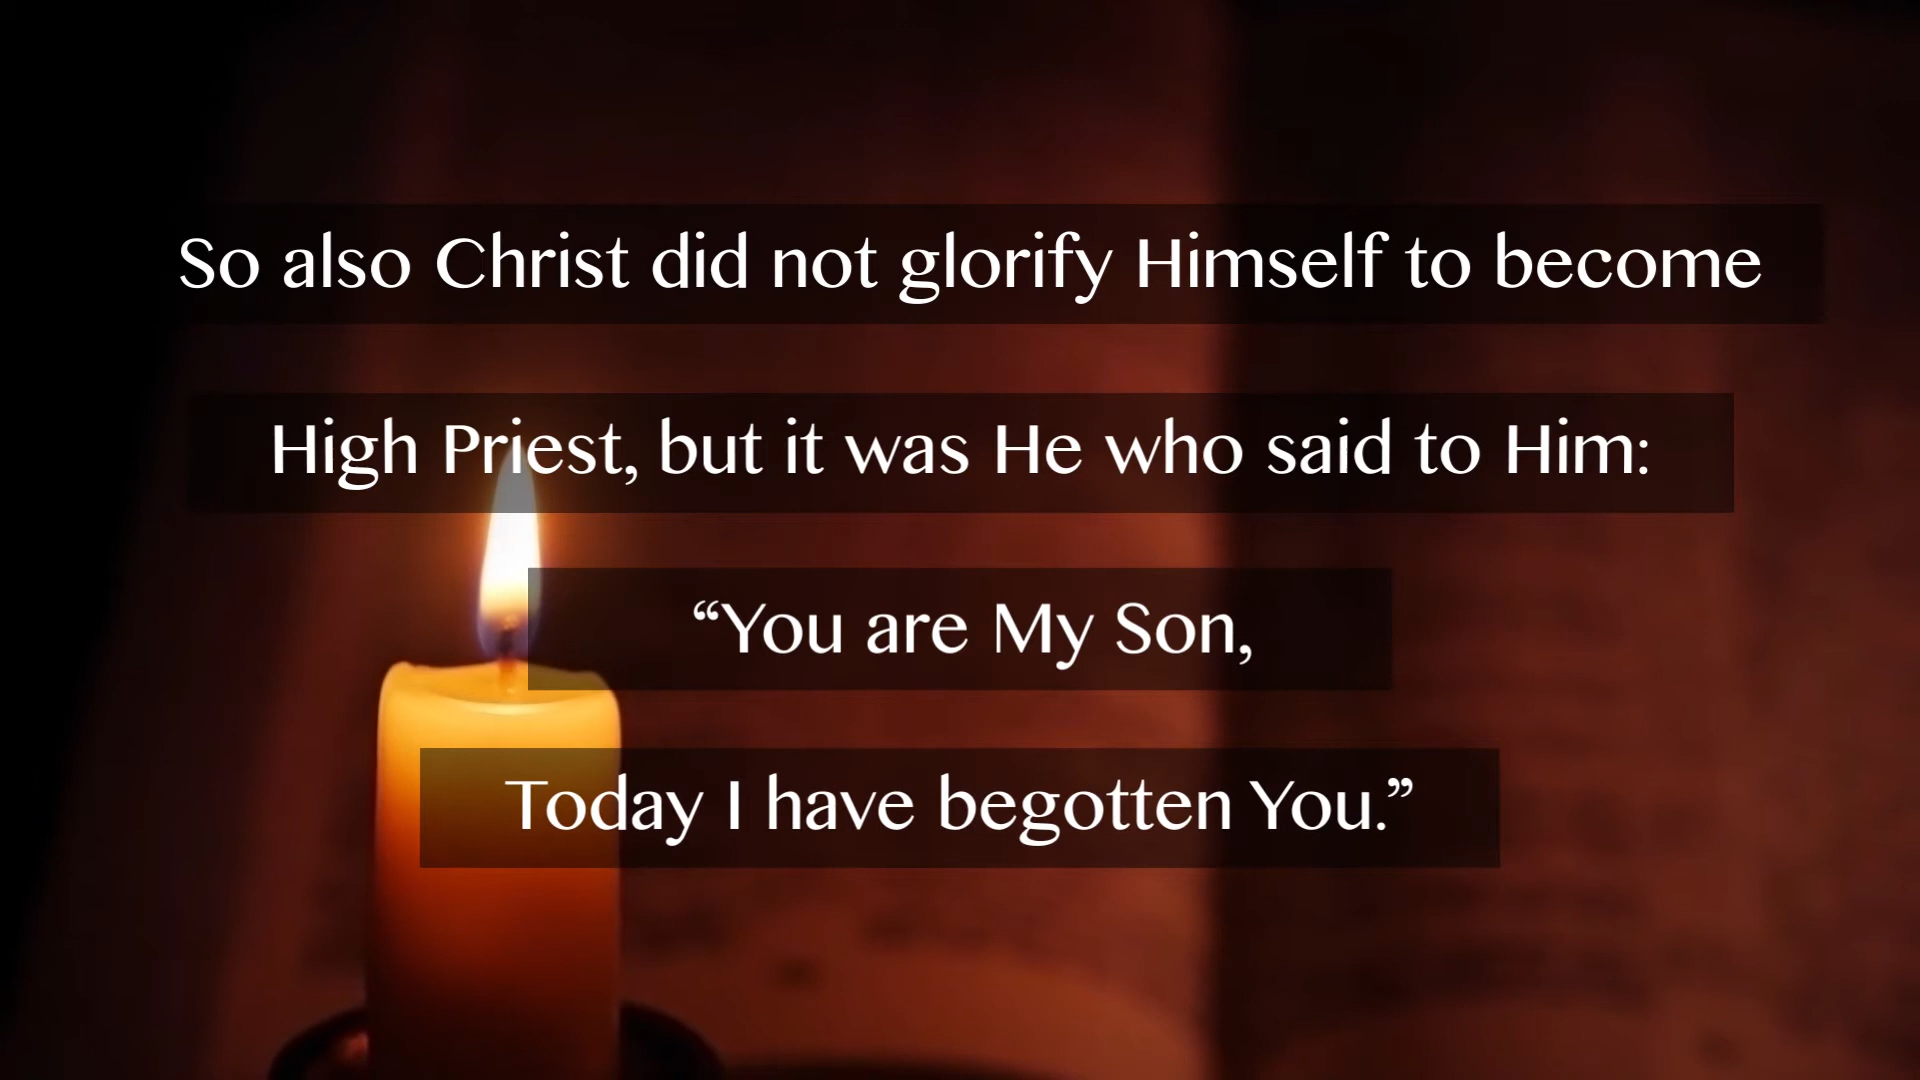 So also Christ did not glorify Himself to become
High Priest, but it was He who said to Him:
“You are My Son,
Today I have begotten You.”